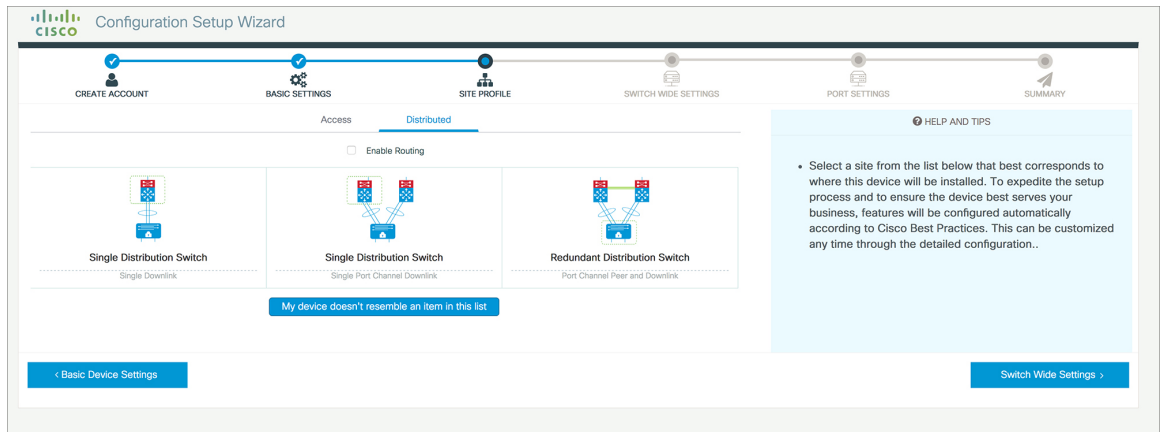 CISCO
Configuration Setup Wizard
CREATE ACCOUNT
BASIC SETTINGS
SITE PROFILE
SWITCH WIDE SETTINGS
PORT SETTINGS
SUMMARY
Access
Distributed
Enable Routing
Single Distribution Switch
Single Downlink
Single Distribution Switch
Single Port Channel Downlink
Redundant Distribution Switch
Port Channel Peer and Downlink
My device doesn't resemble an item in this list
? HELP AND TIPS
• Select a site from the list below that best corresponds to
where this device will be installed. To expedite the setup
process and to ensure the device best serves your
business, features will be configured automatically
according to Cisco Best Practices. This can be customized
any time through the detailed configuration..
‹ Basic Device Settings
Switch Wide Settings ›